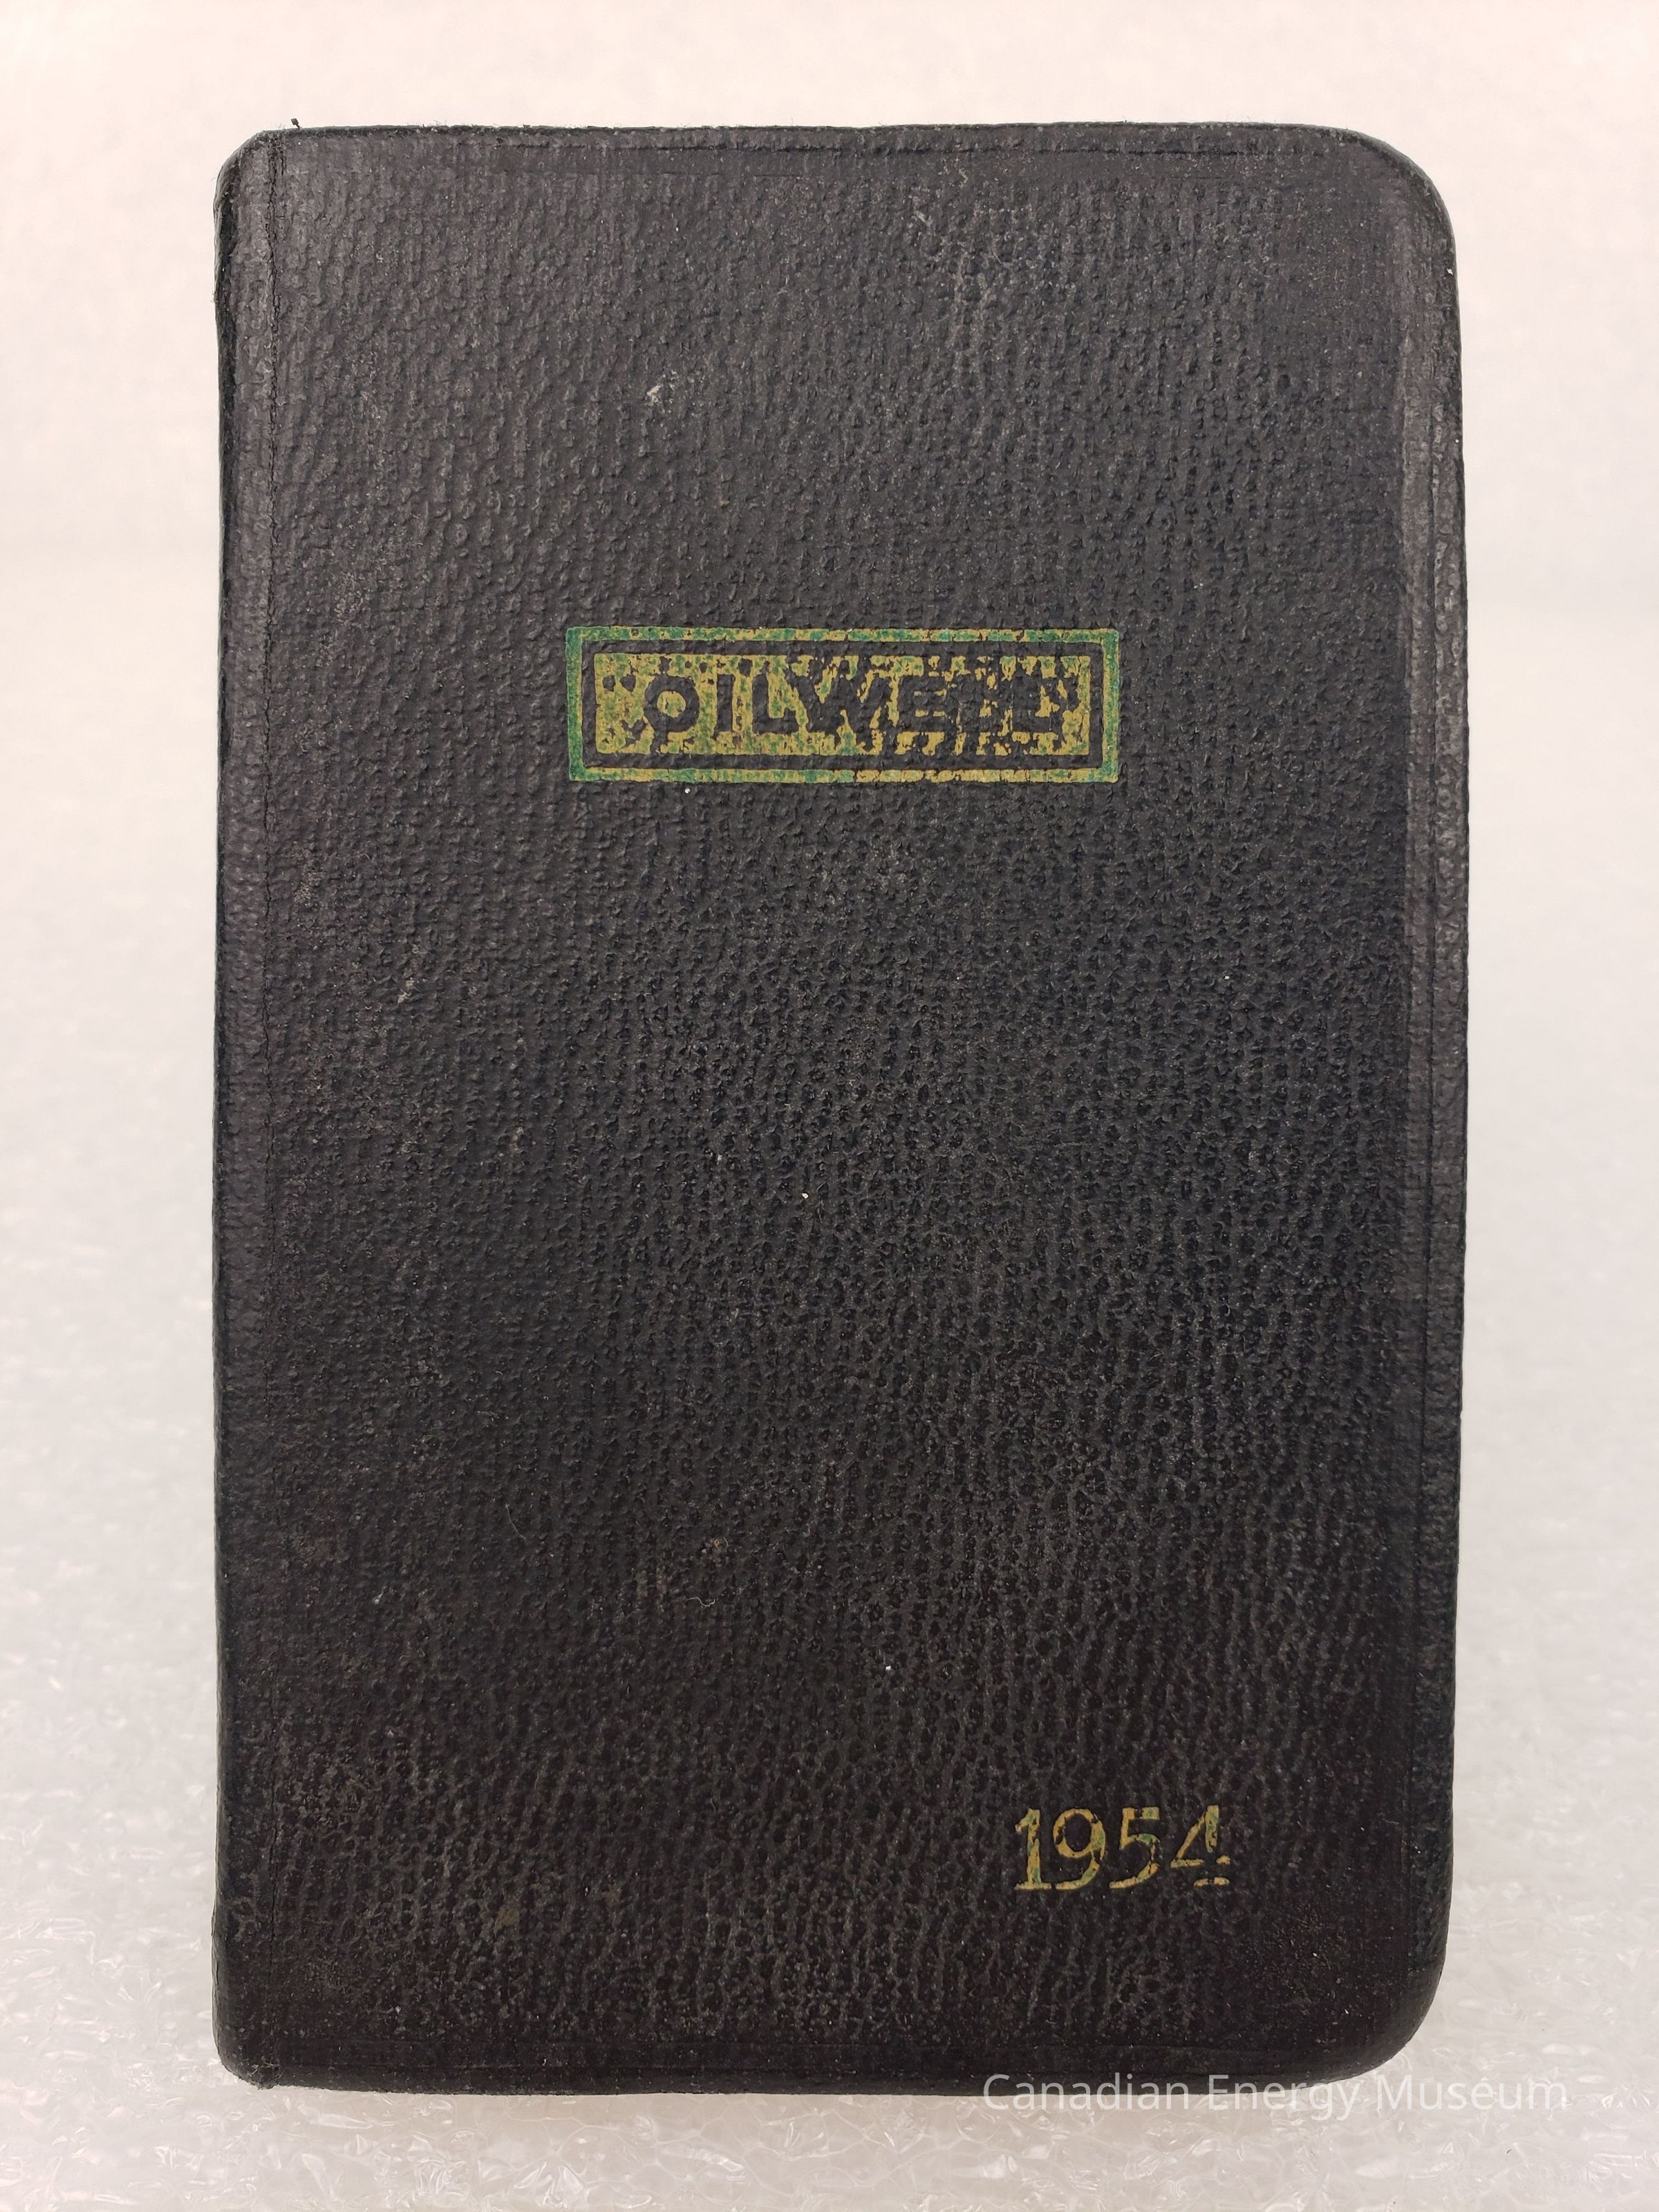 "OILWELL"
1954
Canadian Energy Museum